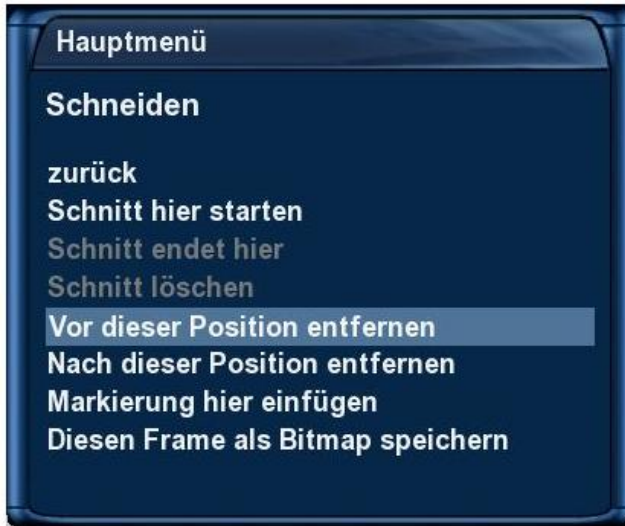 Hauptmenü
Schneiden
zurück
Schnitt hier starten
Schnitt endet hier
Schnitt löschen
Vor dieser Position entfernen
Nach dieser Position entfernen
Markierung hier einfügen
Diesen Frame als Bitmap speichern